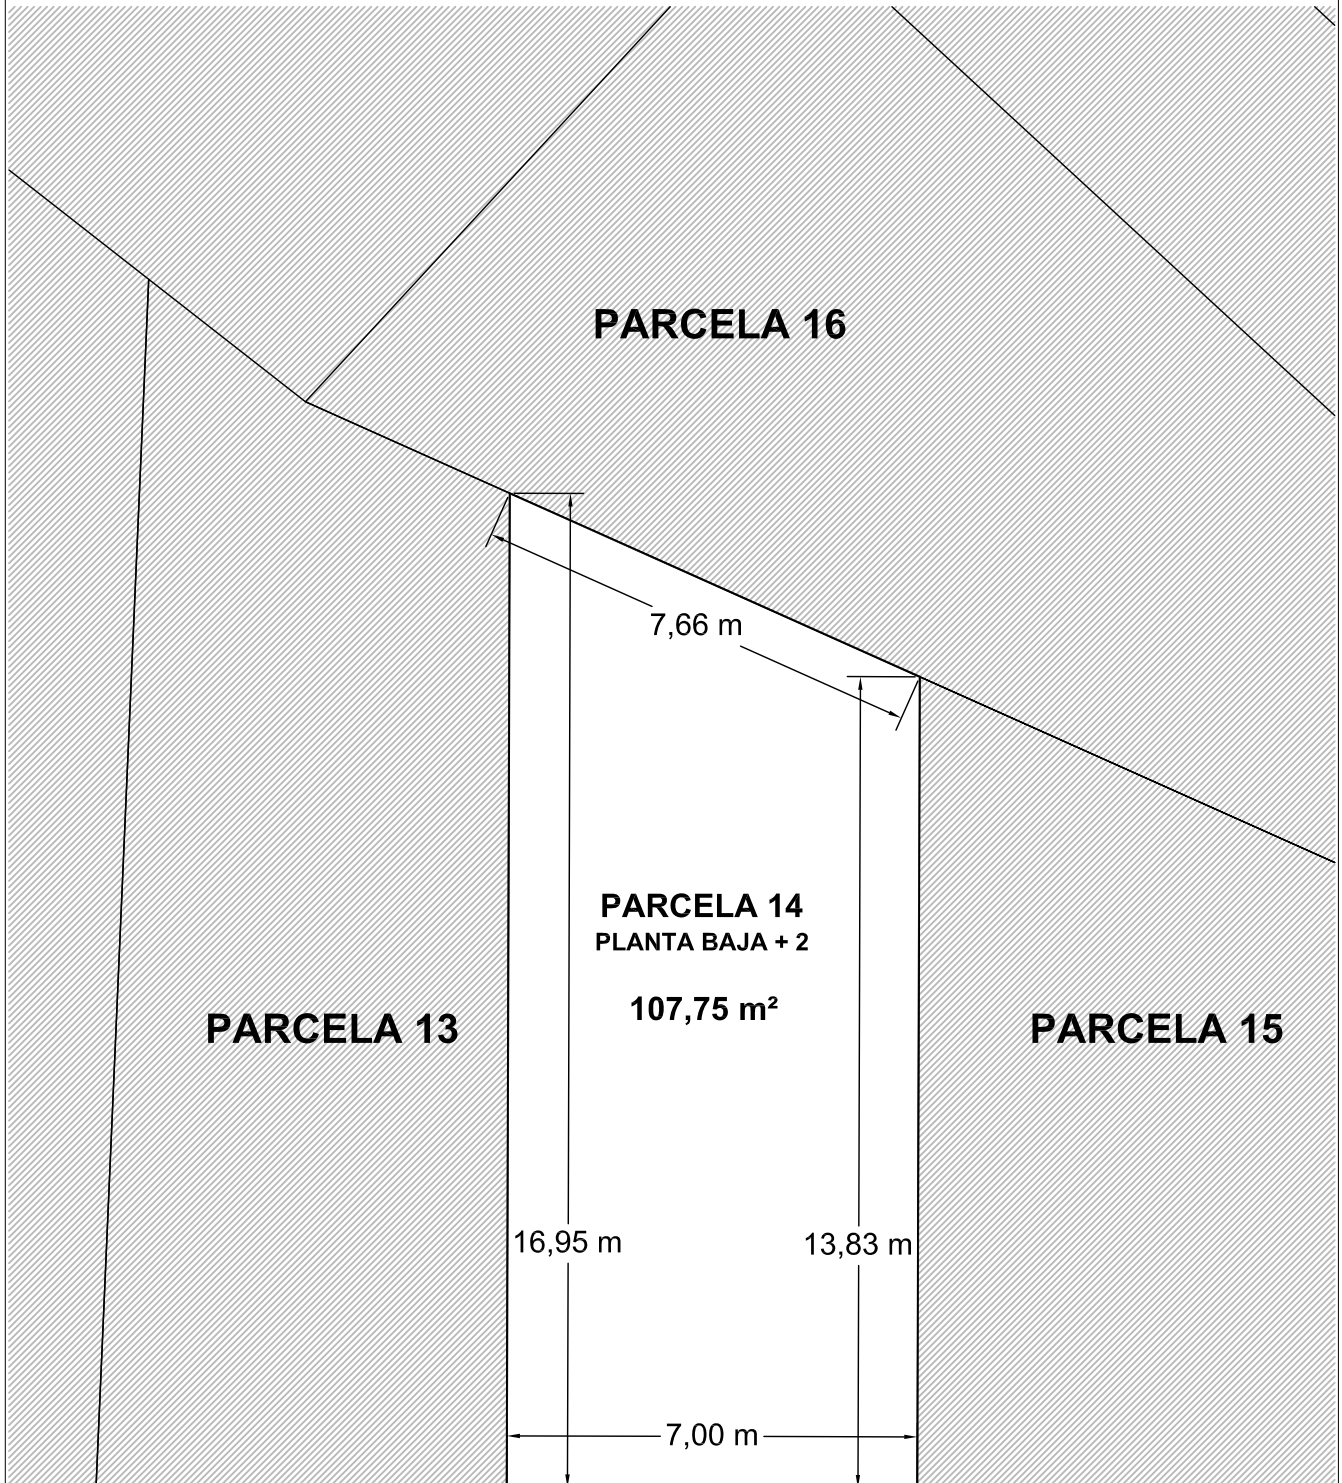 PARCELA 16
7,66 m
PARCELA 14
PLANTA BAJA + 2
107,75 m²
PARCELA 13
PARCELA 15
16,95 m
13,83 m
7,00 m